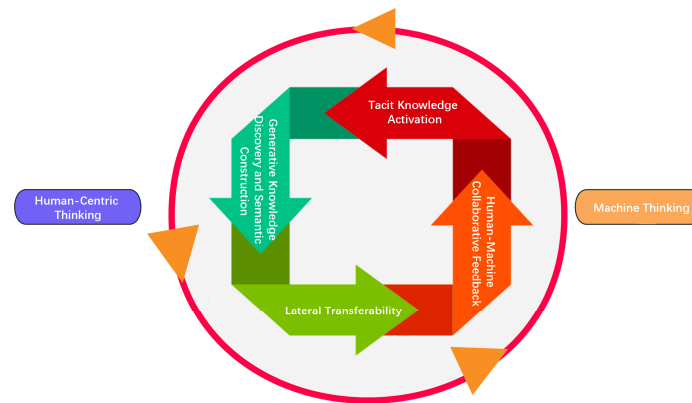 Tacit Knowledge
Activation
Generative Knowledge
Discovery and Semantic
Construction
Human-Centric
Thinking
Machine Thinking
Human-Machine
Collaborative Feedback
Lateral Transferability